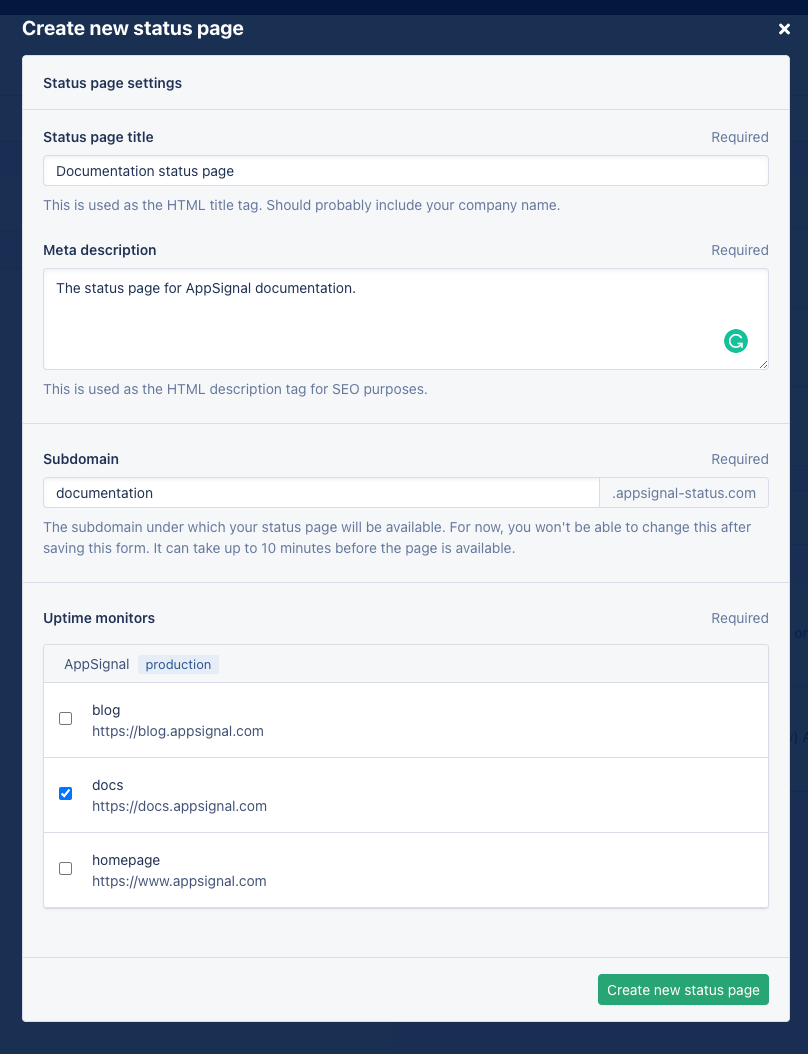 Create new status page
Status page settings
Status page title Required
Documentation status page
This is used as the HTML title tag. Should probably include your company name.
Meta description Required
The status page for AppSignal documentation.
This is used as the HTML description tag for SEO purposes.
Subdomain Required
documentation .appsignal-status.com
The subdomain under which your status page will be available. For now, you won't be able to change this after
saving this form. It can take up to 10 minutes before the page is available.
Uptime monitors Required
AppSignal production
blog
https://blog.appsignal.com
docs
https://docs.appsignal.com
homepage
https://www.appsignal.com
Create new status page